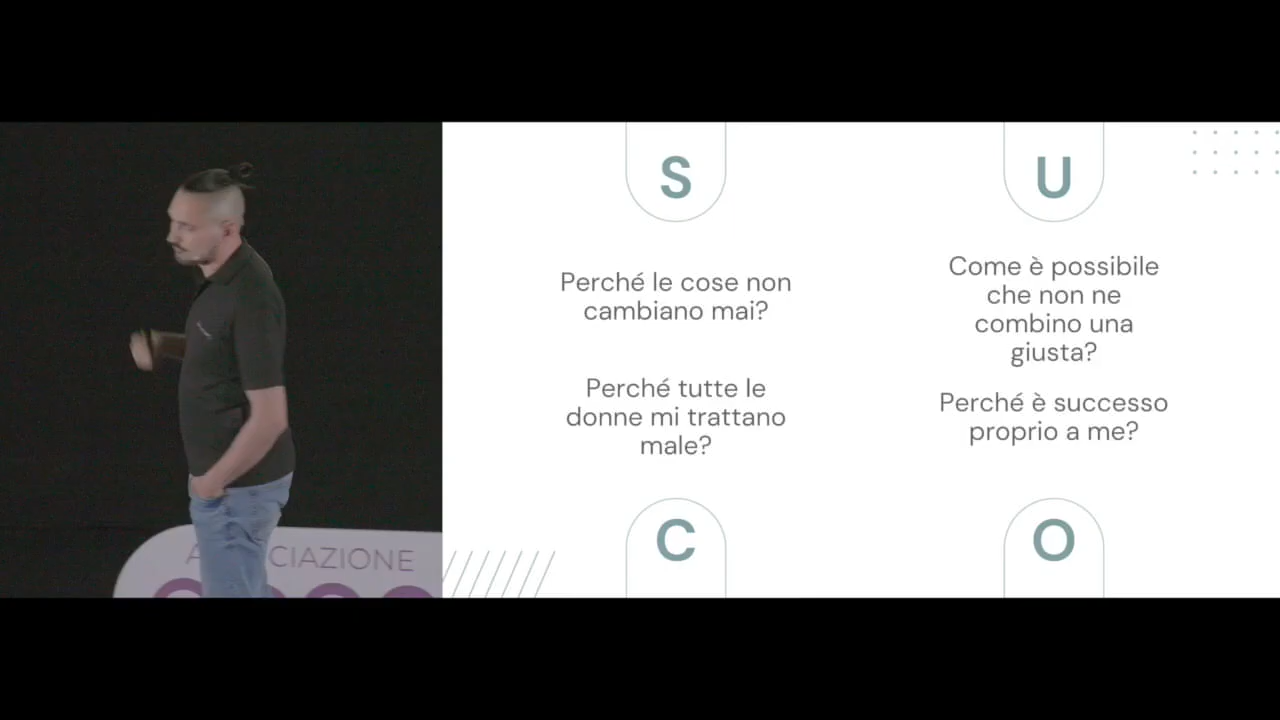 S
U
Perché le cose non
cambiano mai?
Come è possibile
che non ne
combino una
giusta?
Perché tutte le
donne mi trattano
male?
Perché è successo
proprio a me?
C
O